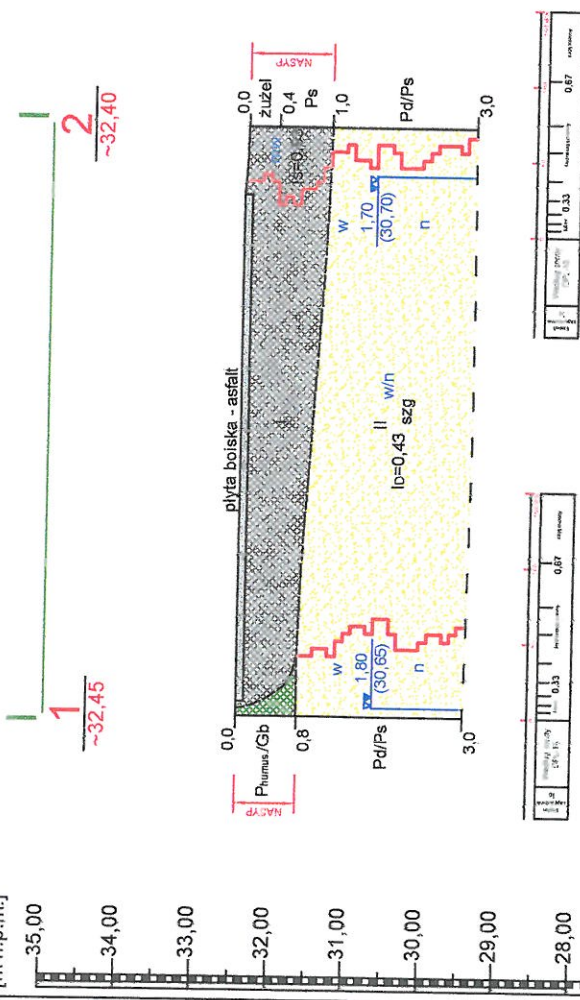 [m n.p.m.]
35,00
34,00
33,00
32,00
31,00
30,00
29,00
28,00
I
I
1
~32,45
2
~32,40
płyta boiska - asfalt
NASYP
0,0
Phumus./Gb
0,8
Pd/Ps
3,0
w
1,80
(30,65)
n
II
ID=0,43 szg
w/n
w
1,70
(30,70)
n
0,0
żużel
0,4
Ps
1,0
Pd/Ps
3,0
NASYP
0.33
0,67
0.33
0,67